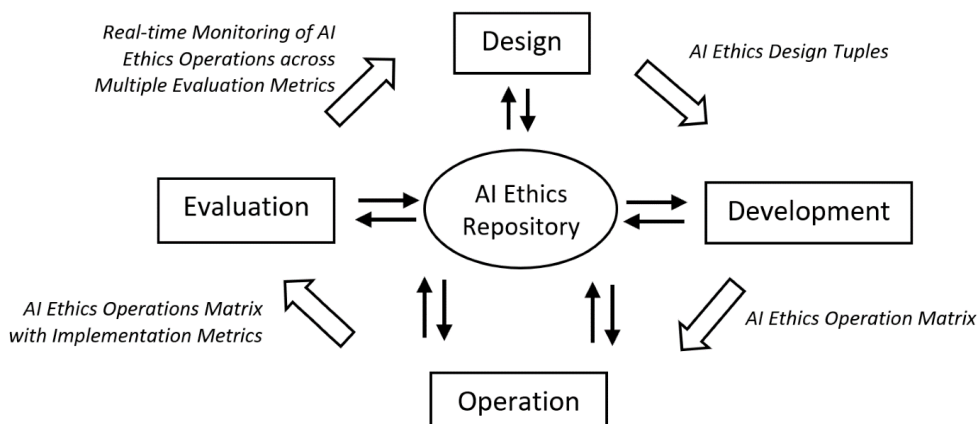 Real-time Monitoring of AI
Ethics Operations across
Multiple Evaluation Metrics
Design
AI Ethics Design Tuples
Evaluation
AI Ethics
Repository
Development
AI Ethics Operations Matrix
with Implementation Metrics
AI Ethics Operation Matrix
Operation